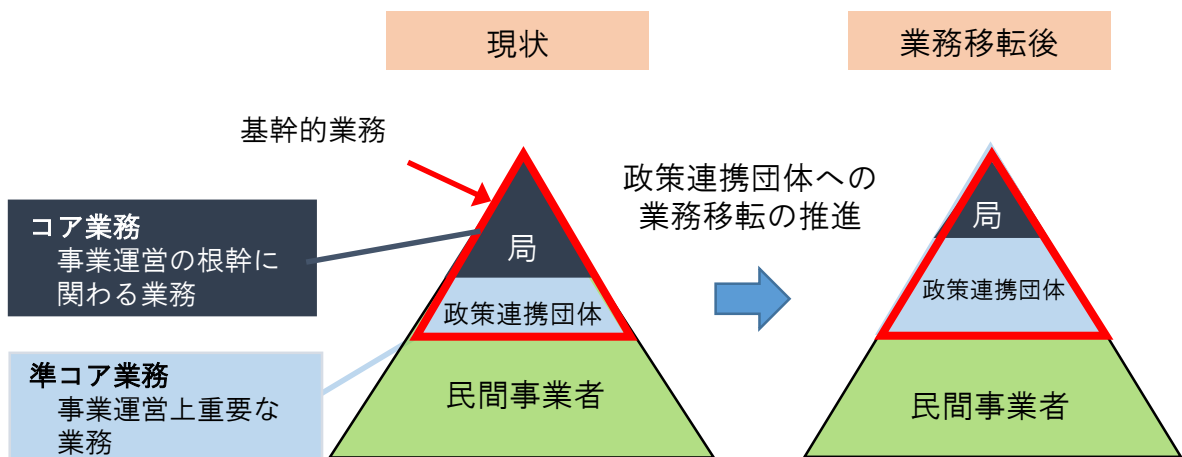 現状
業務移転後
基幹的業務
政策連携団体への
業務移転の推進
コア業務
事業運営の根幹に
関わる業務
局
政策連携団体
民間事業者
準コア業務
事業運営上重要な
業務
局
政策連携団体
民間事業者